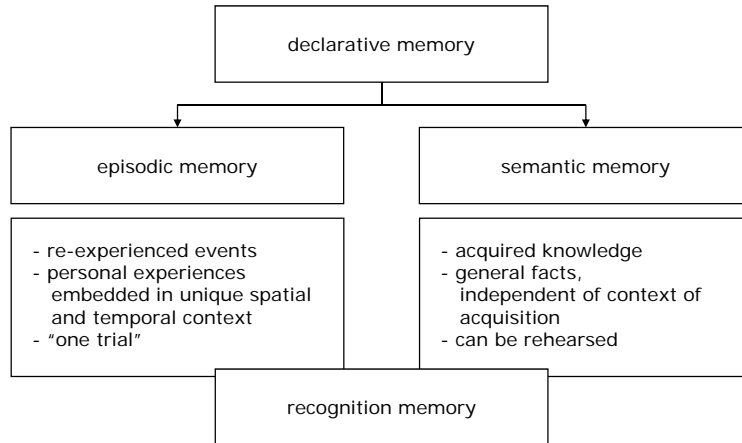 declarative memory
episodic memory
semantic memory
- re-experienced events
- personal experiences
embedded in unique spatial
and temporal context
- “one trial”
- acquired knowledge
- general facts,
independent of context of
acquisition
- can be rehearsed
recognition memory